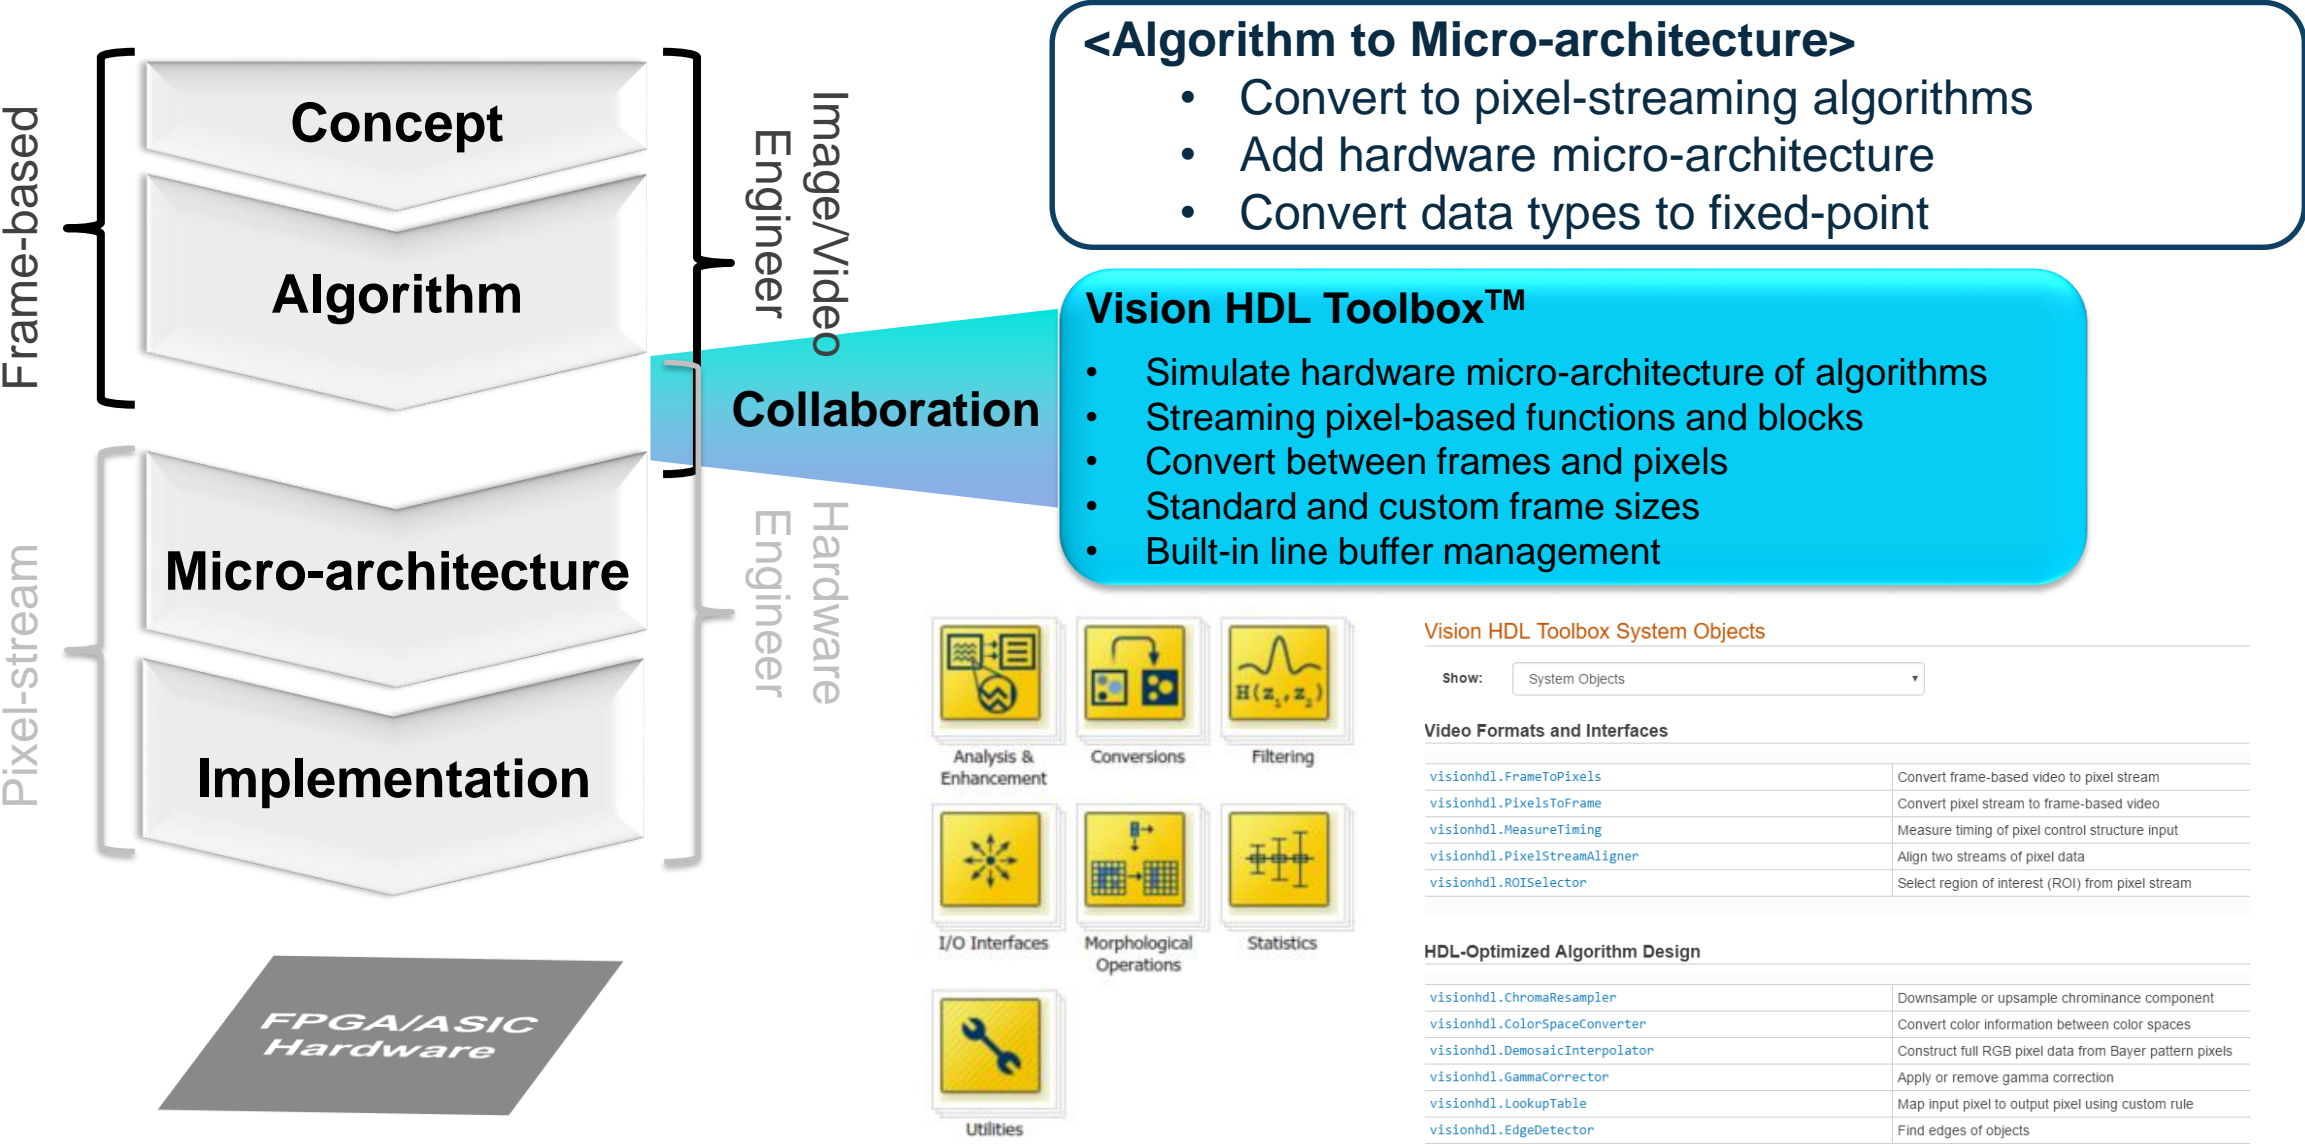 Frame-based
Concept
Algorithm
Image/Video
Engineer
Pixel-stream
Micro-architecture
Implementation
Hardware
Engineer
FPGA/ASIC
Hardware
Collaboration
<Algorithm to Micro-architecture>
• Convert to pixel-streaming algorithms
• Add hardware micro-architecture
• Convert data types to fixed-point
Vision HDL Toolbox™
• Simulate hardware micro-architecture of algorithms
• Streaming pixel-based functions and blocks
• Convert between frames and pixels
• Standard and custom frame sizes
• Built-in line buffer management
H(z₁,z₂)
Analysis &
Enhancement
Conversions
Filtering
I/O Interfaces
Morphological
Operations
Statistics
Utilities
Vision HDL Toolbox System Objects
Show: System Objects
Video Formats and Interfaces
visionhdl.FrameToPixels Convert frame-based video to pixel stream
visionhdl.PixelsToFrame Convert pixel stream to frame-based video
visionhdl.MeasureTiming Measure timing of pixel control structure input
visionhdl.PixelStreamAligner Align two streams of pixel data
visionhdl.ROISelector Select region of interest (ROI) from pixel stream
HDL-Optimized Algorithm Design
visionhdl.ChromaResampler Downsample or upsample chrominance component
visionhdl.ColorSpaceConverter Convert color information between color spaces
visionhdl.DemosaicInterpolator Construct full RGB pixel data from Bayer pattern pixels
visionhdl.GammaCorrector Apply or remove gamma correction
visionhdl.LookupTable Map input pixel to output pixel using custom rule
visionhdl.EdgeDetector Find edges of objects